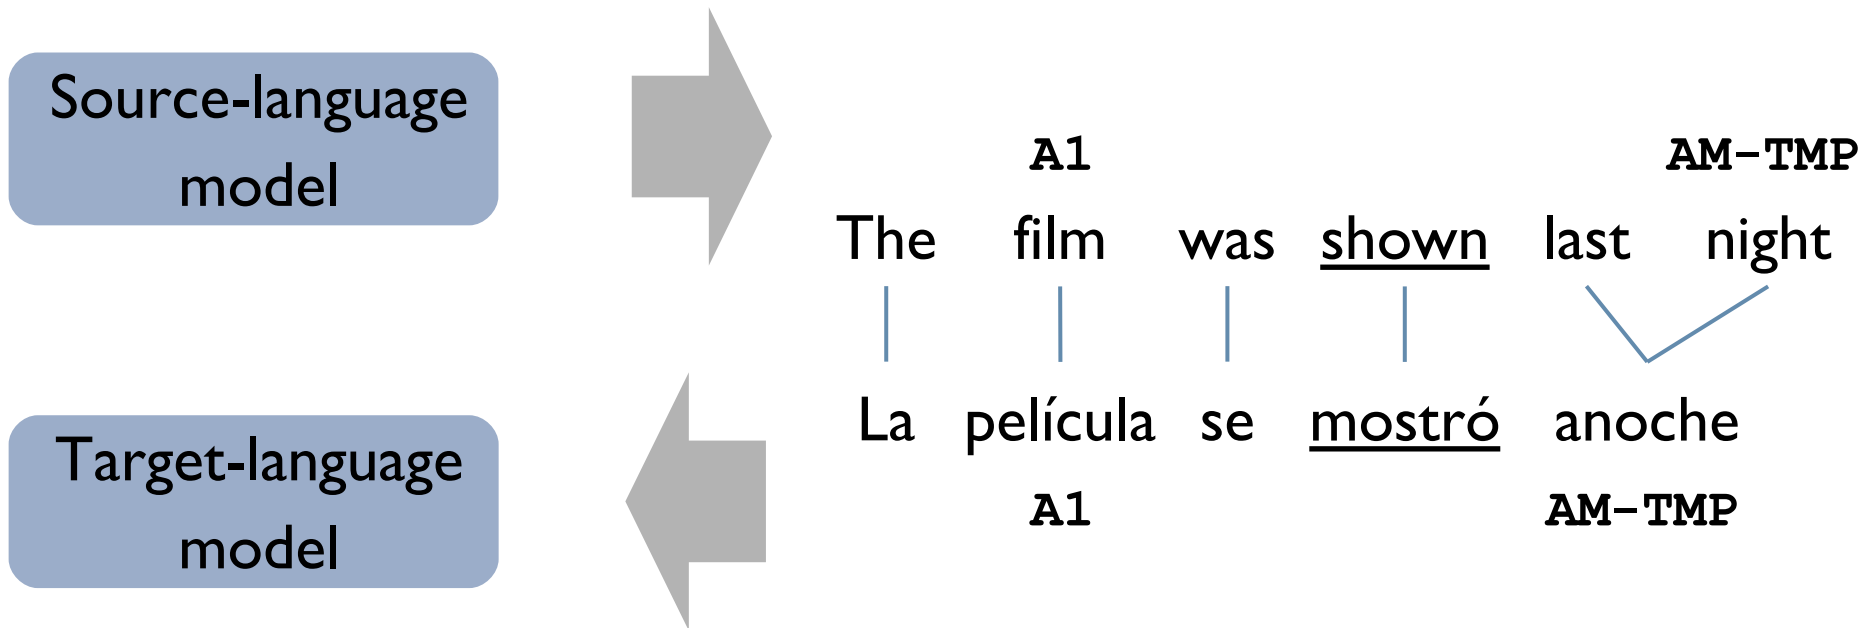 Source-language
model
A1 AM-TMP
The film was shown last night
La película se mostró anoche
A1 AM-TMP
Target-language
model